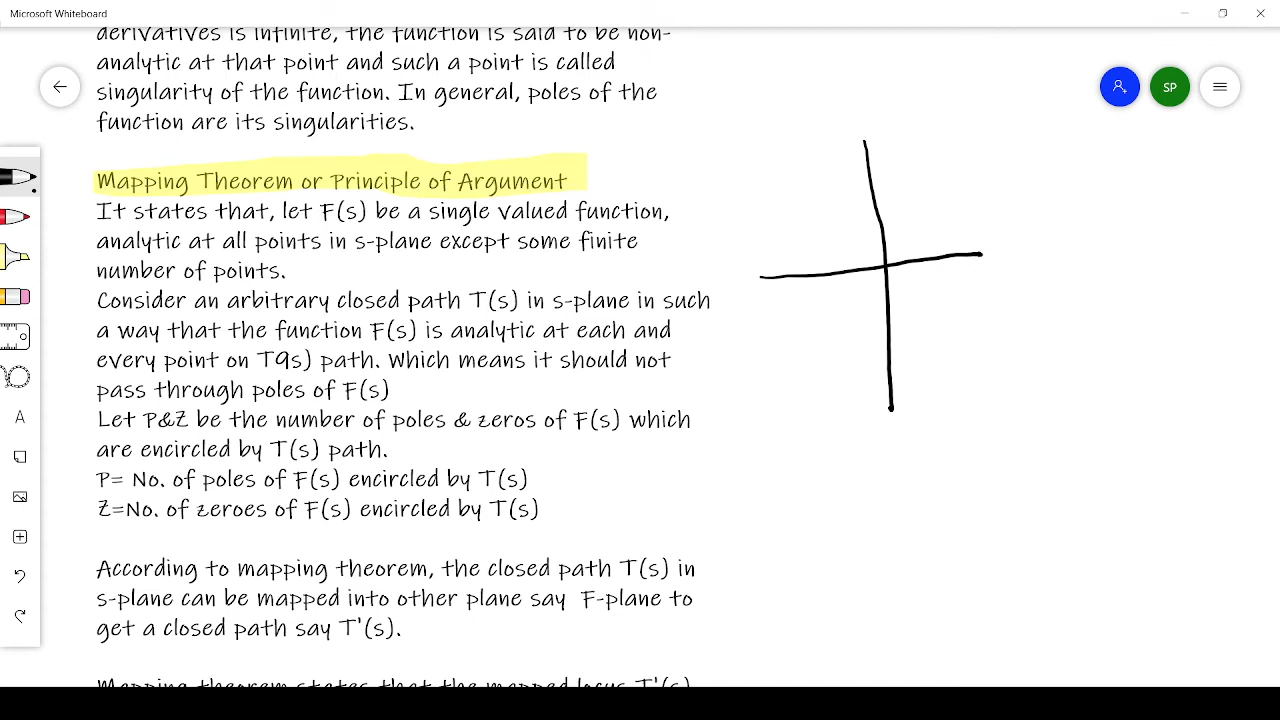 Microsoft Whiteboard
derivatives is infinite, the function is said to be non-
analytic at that point and such a point is called
singularity of the function. In general, poles of the
function are its singularities.
SP
Mapping Theorem or Principle of Argument
It states that, let F(s) be a single valued function,
analytic at all points in s-plane except some finite
number of points.
Consider an arbitrary closed path T(s) in s-plane in such
a way that the function F(s) is analytic at each and
every point on T9s) path. Which means it should not
pass through poles of F(s)
Let P&Z be the number of poles & zeros of F(s) which
are encircled by T(s) path.
P= No. of poles of F(s) encircled by T(s)
Z=No. of zeroes of F(s) encircled by T(s)
According to mapping theorem, the closed path T(s) in
s-plane can be mapped into other plane say F-plane to
get a closed path say T'(s).
Mapping theorem states that the mapped locus T'(s)
A